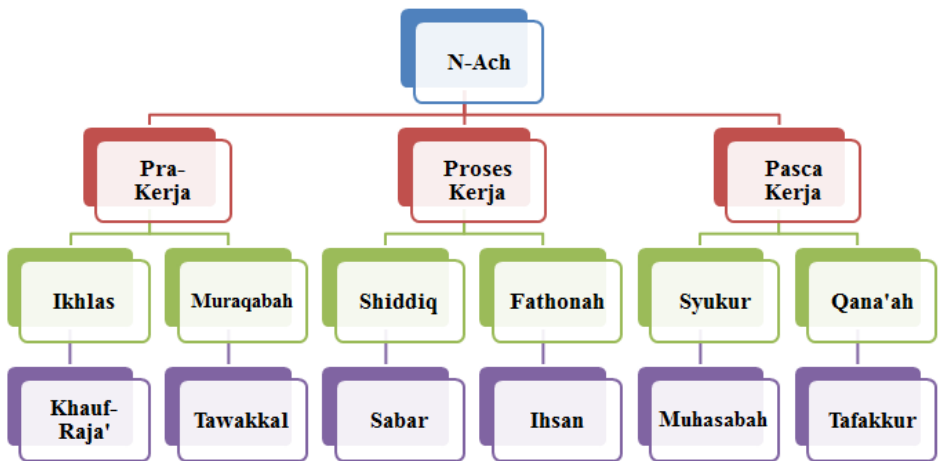 N-Ach
Pra-
Kerja
Proses
Kerja
Pasca
Kerja
Ikhlas
Muraqabah
Shiddiq
Fathonah
Syukur
Qana'ah
Khauf-
Raja'
Tawakkal
Sabar
Ihsan
Muhasabah
Tafakkur